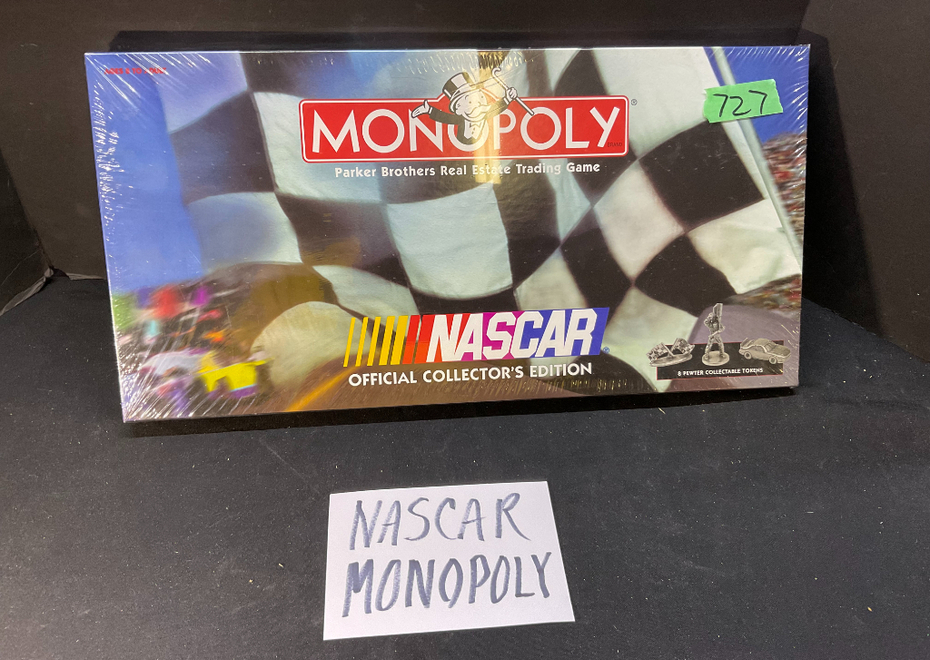 727
MONOPOLY
Parker Brothers Real Estate Trading Game
NASCAR
OFFICIAL COLLECTOR'S EDITION
8 PEWTER COLLECTABLE TOKENS
NASCAR
MONOPOLY